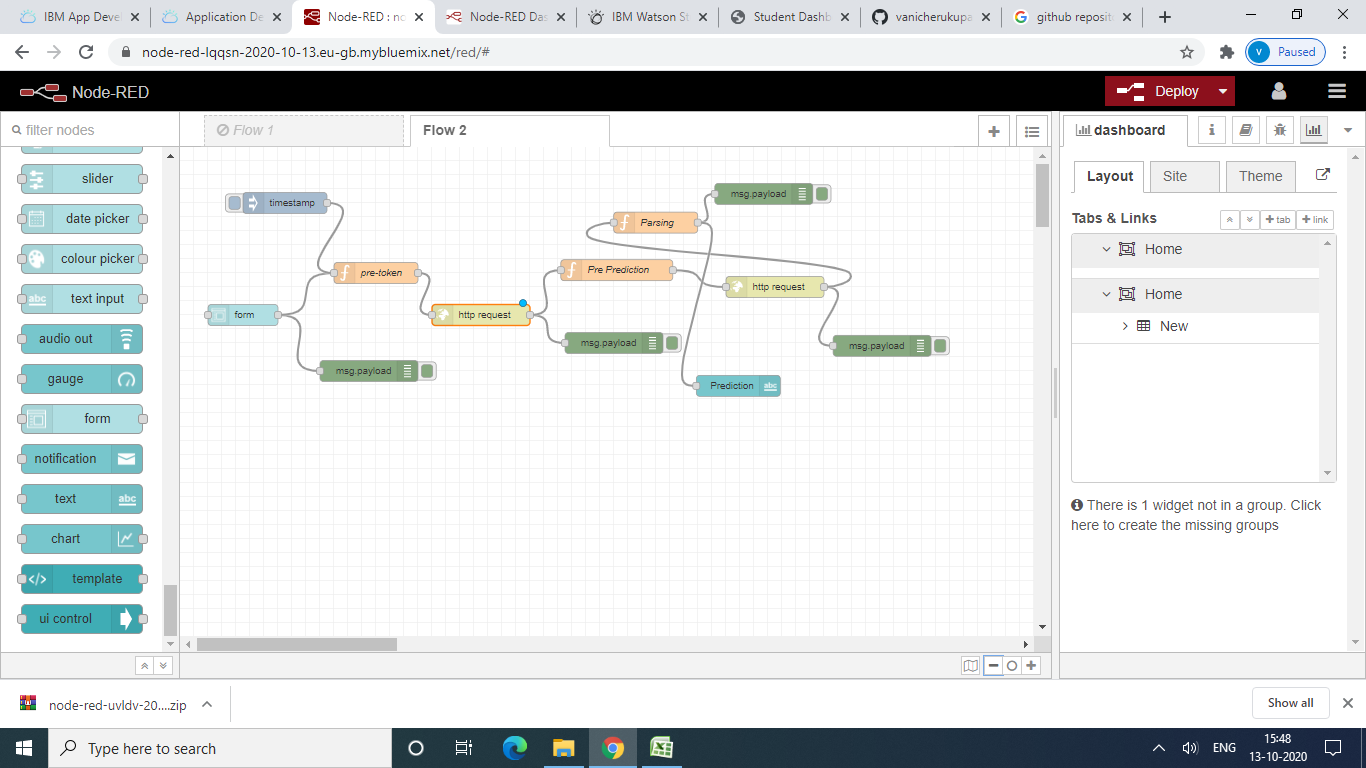 IBM App Devel
Application De
Node-RED : no
Node-RED Das
IBM Watson St
Student Dashb
vanicherukupa
github reposit
node-red-lqqsn-2020-10-13.eu-gb.mybluemix.net/red/#
V
Paused
Node-RED
Deploy
filter nodes
Flow 1
Flow 2
dashboard
slider
date picker
colour picker
abc text input
audio out
gauge
form
notification
text abc
chart
template
ui control
timestamp
form
pre-token
msg.payload
http request
Pre Prediction
msg.payload
Parsing
msg.payload
http request
msg.payload
Prediction abc
Layout
Site
Theme
Tabs & Links
+ tab
+ link
Home
Home
New
There is 1 widget not in a group. Click
here to create the missing groups
node-red-uvldv-20....zip
Show all
Type here to search
ENG
15:48
13-10-2020